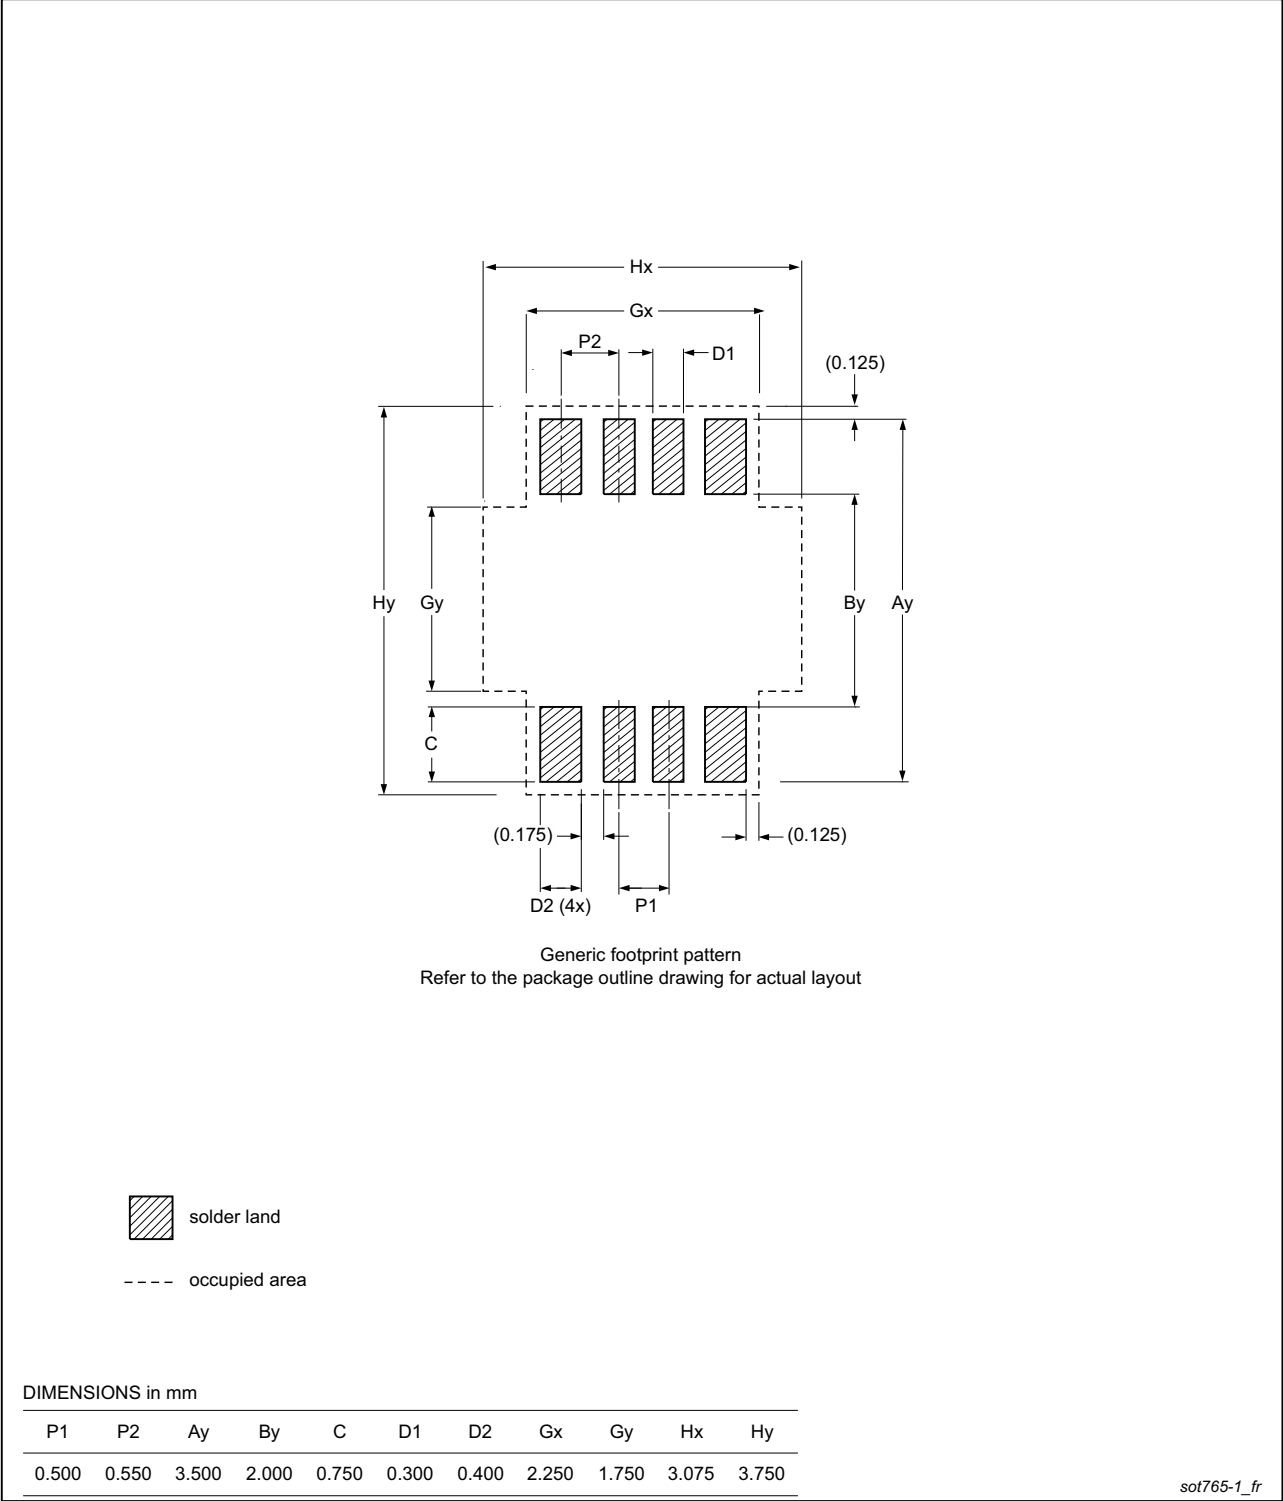 Hx
Gx
P2
D1
(0.125)
Hy
Gy
By
Ay
C
(0.175)
(0.125)
D2 (4x)
P1
Generic footprint pattern
Refer to the package outline drawing for actual layout
solder land
occupied area
DIMENSIONS in mm
P1 P2 Ay By C D1 D2 Gx Gy Hx Hy
0.500 0.550 3.500 2.000 0.750 0.300 0.400 2.250 1.750 3.075 3.750
sot765-1_fr